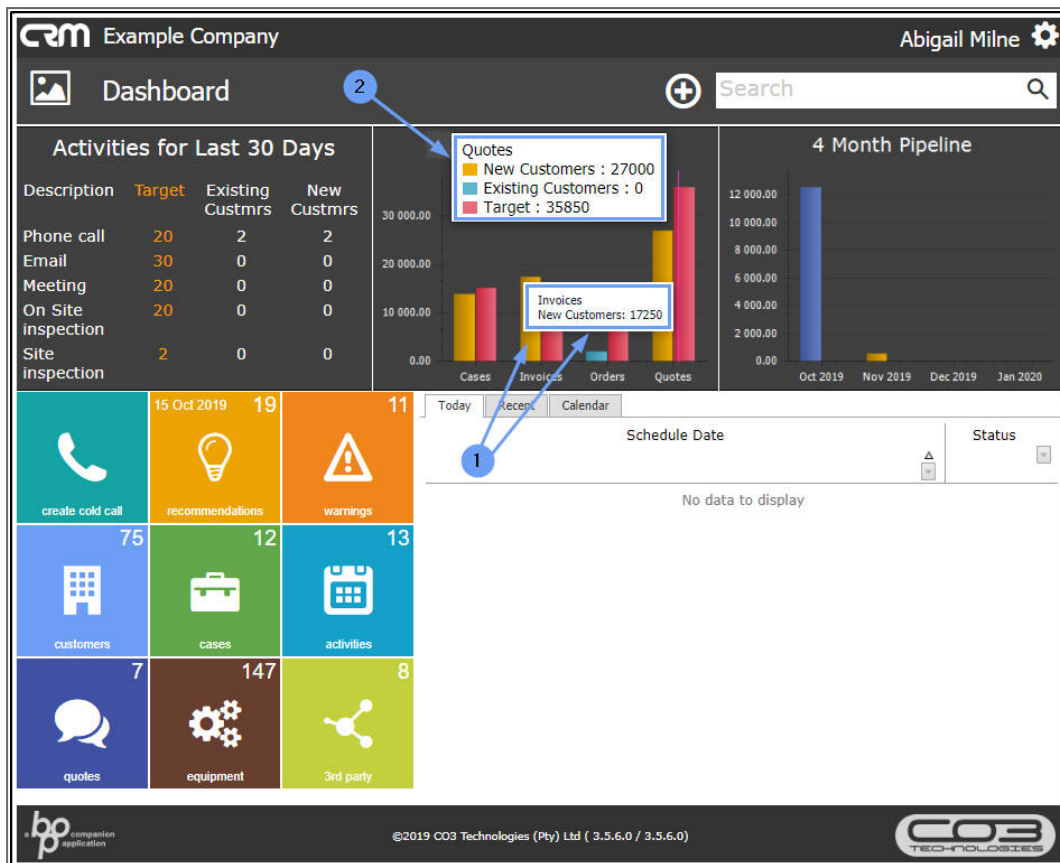 CRM Example Company
Abigail Milne
Dashboard
2
Search
Activities for Last 30 Days
Description Target Existing Custmrs New Custmrs
Phone call 20 2 2
Email 30 0 0
Meeting 20 0 0
On Site inspection 20 0 0
Site inspection 2 0 0
Quotes
New Customers : 27000
Existing Customers : 0
Target : 35850
30 000.00
20 000.00
10 000.00
0.00
Invoices
New Customers: 17250
Cases Invoices Orders Quotes
4 Month Pipeline
12 000.00
10 000.00
8 000.00
6 000.00
4 000.00
2 000.00
0.00
Oct 2019 Nov 2019 Dec 2019 Jan 2020
create cold call
15 Oct 2019 19
recommendations
11
warnings
75
customers
12
cases
13
activities
7
quotes
147
equipment
8
3rd party
Today Recent Calendar
1
Schedule Date Status
No data to display
a bpo companion application
©2019 CO3 Technologies (Pty) Ltd ( 3.5.6.0 / 3.5.6.0)
CO3
TECHNOLOGIES